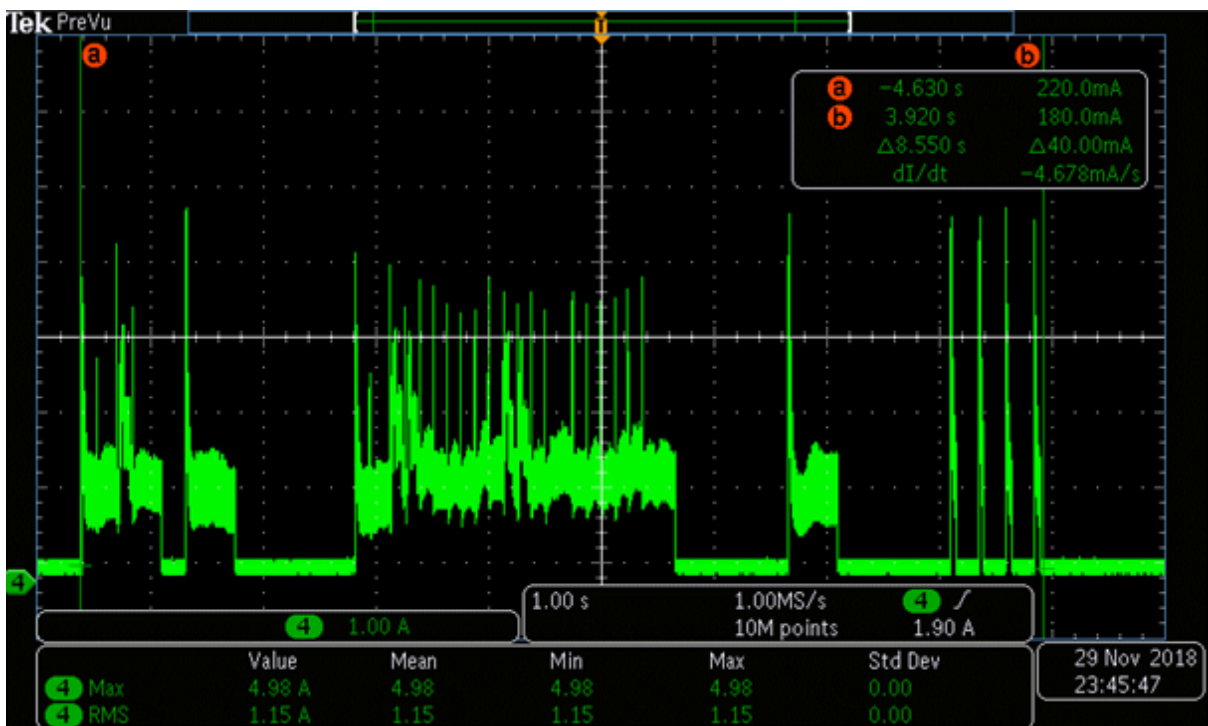 Tek PreVu
T
a b
a -4.630 s 220.0mA
b 3.920 s 180.0mA
△8.550 s △40.00mA
dI/dt -4.678mA/s
4
1.00 s 1.00MS/s 4 ∫
10M points 1.90 A
4 1.00 A
Value Mean Min Max Std Dev
4 Max 4.98 A 4.98 4.98 4.98 0.00
4 RMS 1.15 A 1.15 1.15 1.15 0.00
29 Nov 2018
23:45:47